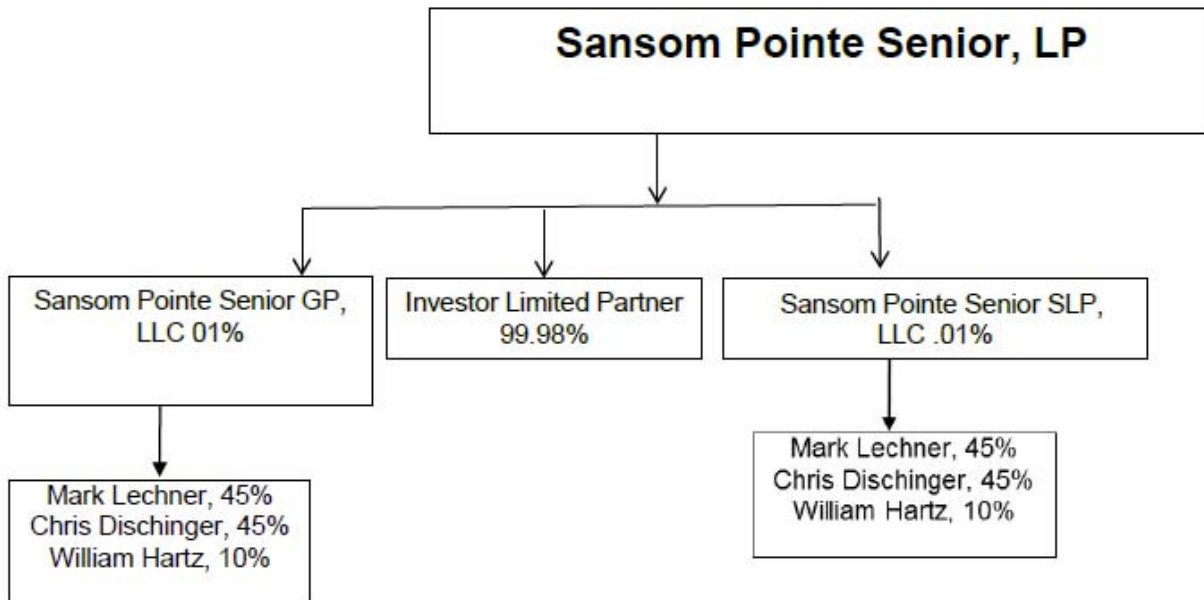 Sansom Pointe Senior, LP
Sansom Pointe Senior GP,
LLC 01%
Investor Limited Partner
99.98%
Sansom Pointe Senior SLP,
LLC .01%
Mark Lechner, 45%
Chris Dischinger, 45%
William Hartz, 10%
Mark Lechner, 45%
Chris Dischinger, 45%
William Hartz, 10%